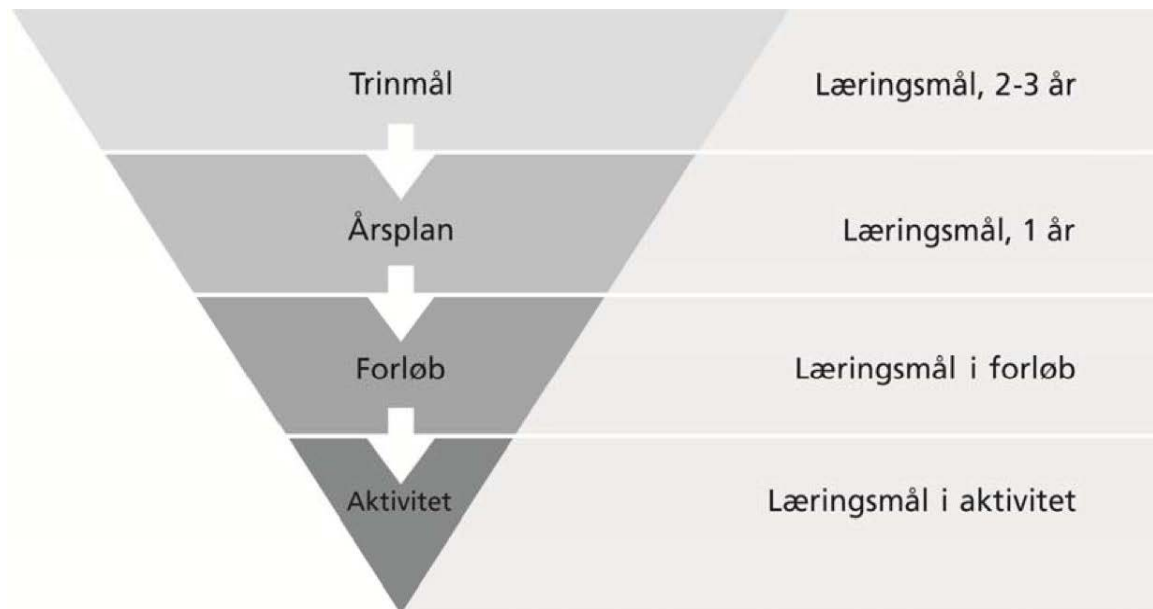 Trinmål
Læringsmål, 2-3 år
Årsplan
Læringsmål, 1 år
Forløb
Læringsmål i forløb
Aktivitet
Læringsmål i aktivitet